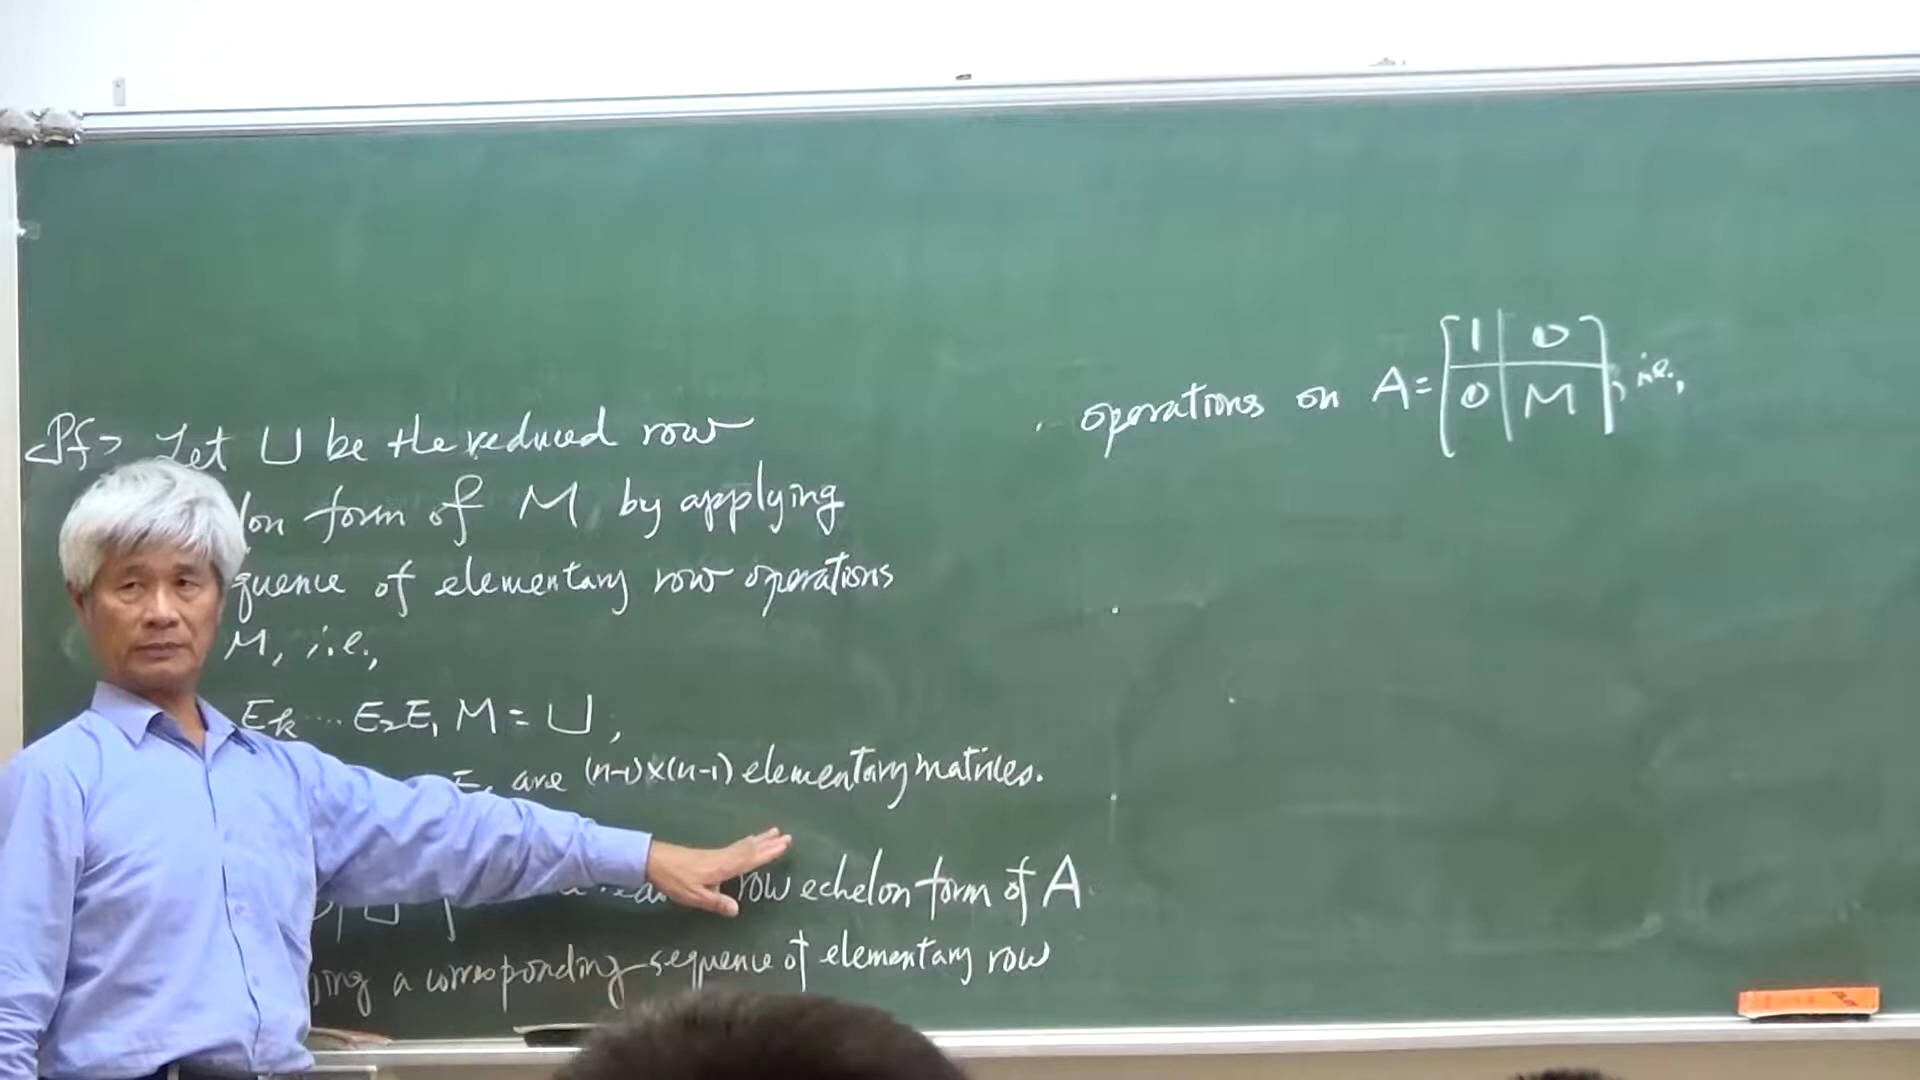 <Pf> Let U be the reduced row
lon form of M by applying
quence of elementary row operations
M, i.e.,
Ek ... E2E1 M = U,
E are (n-1)×(n-1) elementary matrices.
row echelon form of A
ing a corresponding sequence of elementary row
operations on A = [1 | 0
0 | M], i.e.,